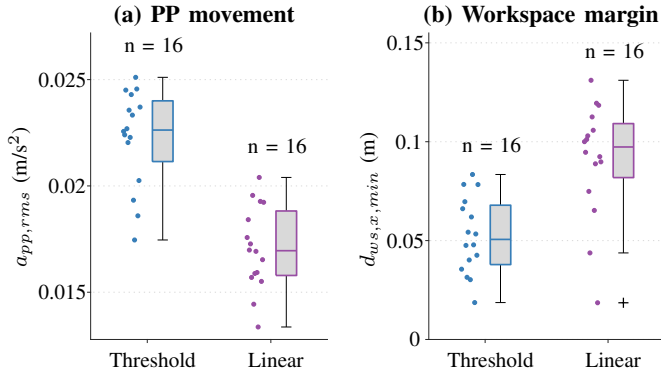 (a) PP movement
n = 16
n = 16
0.025
0.02
0.015
a_{pp,rms} (m/s²)
Threshold
Linear
(b) Workspace margin
n = 16
n = 16
0.15
0.1
0.05
0
d_{ws,x,min} (m)
Threshold
Linear